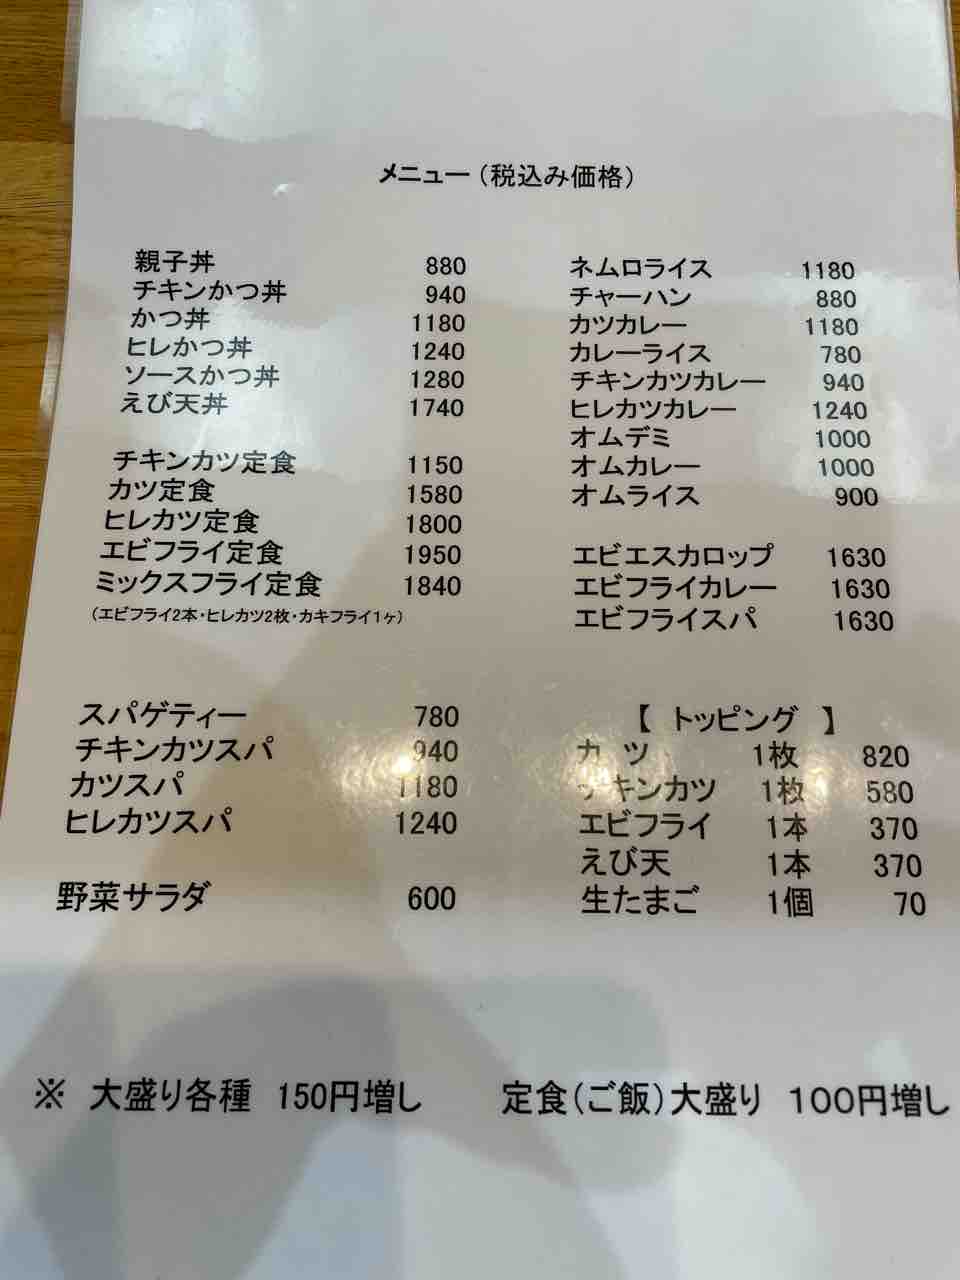 メニュー（税込み価格）
親子丼 880
チキンかつ丼 940
かつ丼 1180
ヒレかつ丼 1240
ソースかつ丼 1280
えび天丼 1740
チキンカツ定食 1150
カツ定食 1580
ヒレカツ定食 1800
エビフライ定食 1950
ミックスフライ定食 1840
（エビフライ2本・ヒレカツ2枚・カキフライ1ヶ）
スパゲティー 780
チキンカツスパ 940
カツスパ 1180
ヒレカツスパ 1240
野菜サラダ 600
ネムロライス 1180
チャーハン 880
カツカレー 1180
カレーライス 780
チキンカツカレー 940
ヒレカツカレー 1240
オムデミ 1000
オムカレー 1000
オムライス 900
エビエスカロップ 1630
エビフライカレー 1630
エビフライスパ 1630
【 トッピング 】
カ ツ 1枚 820
チキンカツ 1枚 580
エビフライ 1本 370
えび天 1本 370
生たまご 1個 70
※ 大盛り各種 150円増し 定食（ご飯）大盛り 100円増し